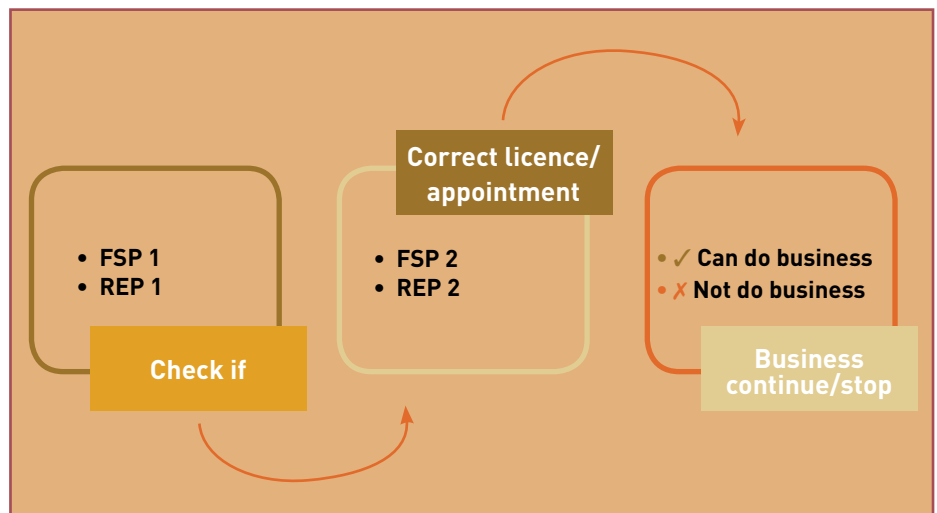 • FSP 1
• REP 1
Check if
Correct licence/
appointment
• FSP 2
• REP 2
• ✓ Can do business
• ✗ Not do business
Business
continue/stop